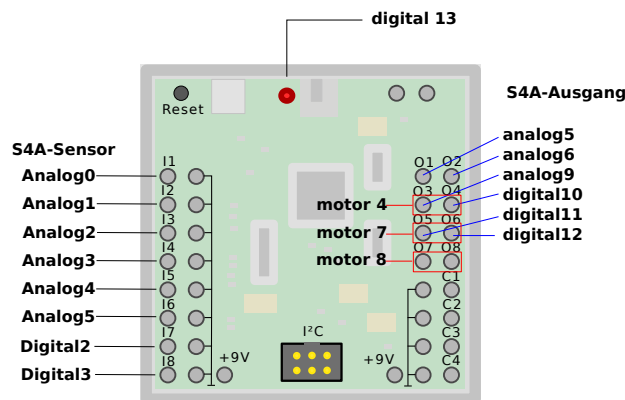 digital 13
Reset
S4A-Ausgang
S4A-Sensor
analog5
analog6
analog9
digital10
digital11
digital12
I1
Analog0
I2
Analog1
I3
Analog2
I4
Analog3
I5
Analog4
I6
Analog5
I7
Digital2
I8
Digital3
+9V
O1 O2
O3 O4
motor 4
O5 O6
motor 7
O7 O8
motor 8
C1
C2
C3
C4
+9V
I²C